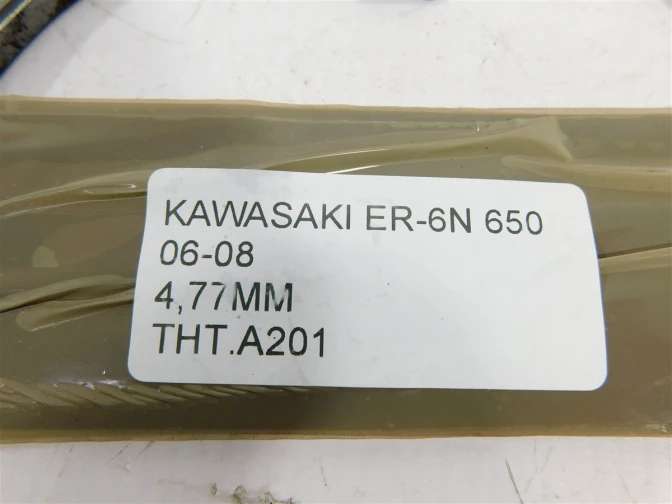 KAWASAKI ER-6N 650
06-08
4,77MM
THT.A201